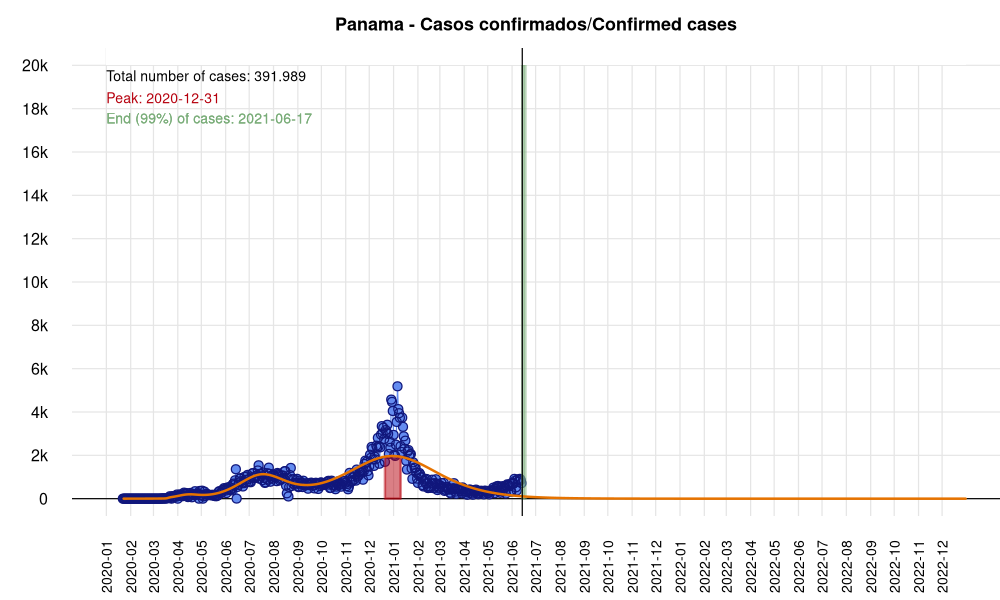 Panama - Casos confirmados/Confirmed cases
20k
Total number of cases: 391.989
Peak: 2020-12-31
End (99%) of cases: 2021-06-17
18k
16k
14k
12k
10k
8k
6k
4k
2k
0
2020-01
2020-02
2020-03
2020-04
2020-05
2020-06
2020-07
2020-08
2020-09
2020-10
2020-11
2020-12
2021-01
2021-02
2021-03
2021-04
2021-05
2021-06
2021-07
2021-08
2021-09
2021-10
2021-11
2021-12
2022-01
2022-02
2022-03
2022-04
2022-05
2022-06
2022-07
2022-08
2022-09
2022-10
2022-11
2022-12